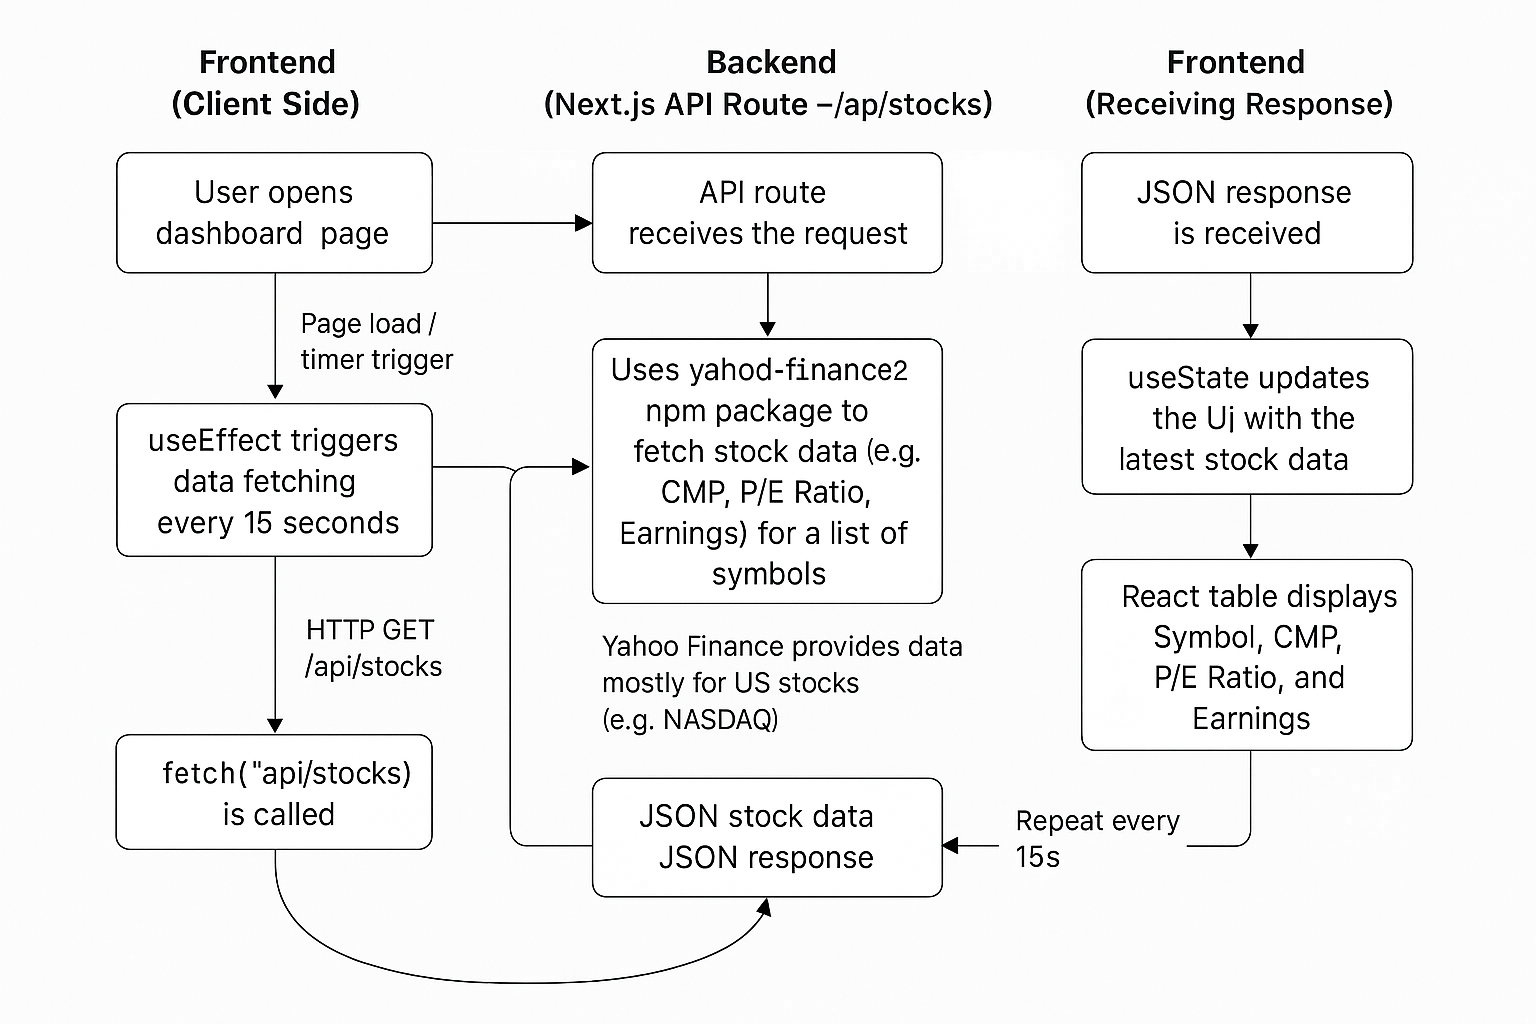 Frontend
(Client Side)
User opens
dashboard page
Page load /
timer trigger
useEffect triggers
data fetching
every 15 seconds
HTTP GET
/api/stocks
fetch("api/stocks)
is called
Backend
(Next.js API Route –/ap/stocks)
API route
receives the request
Uses yahod-finance2
npm package to
fetch stock data (e.g.
CMP, P/E Ratio,
Earnings) for a list of
symbols
Yahoo Finance provides data
mostly for US stocks
(e.g. NASDAQ)
JSON stock data
JSON response
Frontend
(Receiving Response)
JSON response
is received
useState updates
the Uj with the
latest stock data
React table displays
Symbol, CMP,
P/E Ratio, and
Earnings
Repeat every
15s